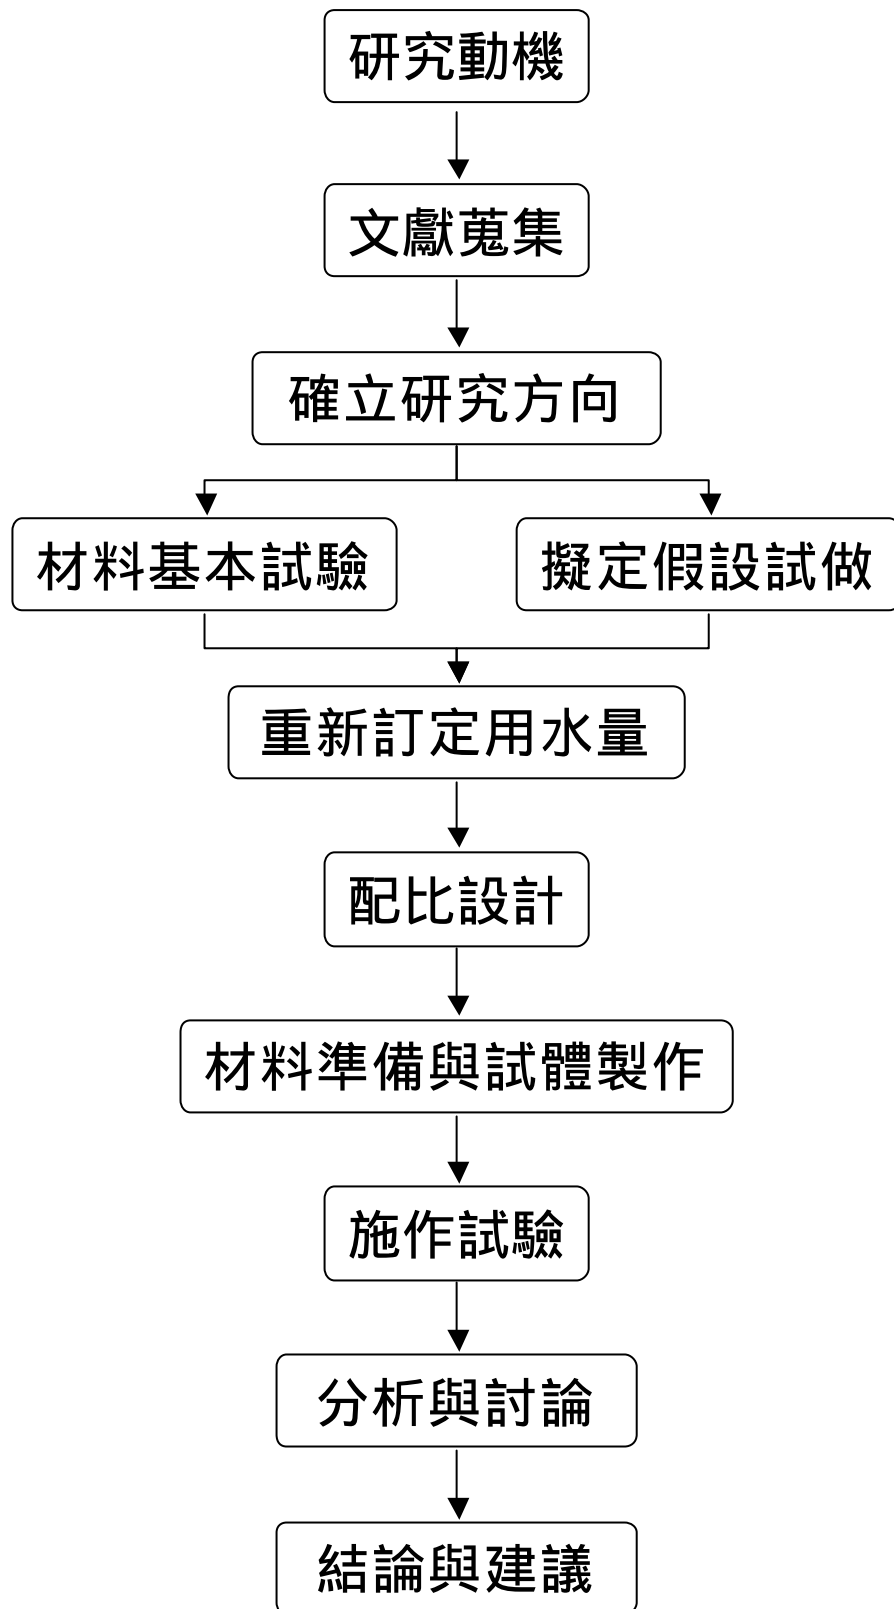 研究動機
文獻蒐集
確立研究方向
材料基本試驗
擬定假設試做
重新訂定用水量
配比設計
材料準備與試體製作
施作試驗
分析與討論
結論與建議